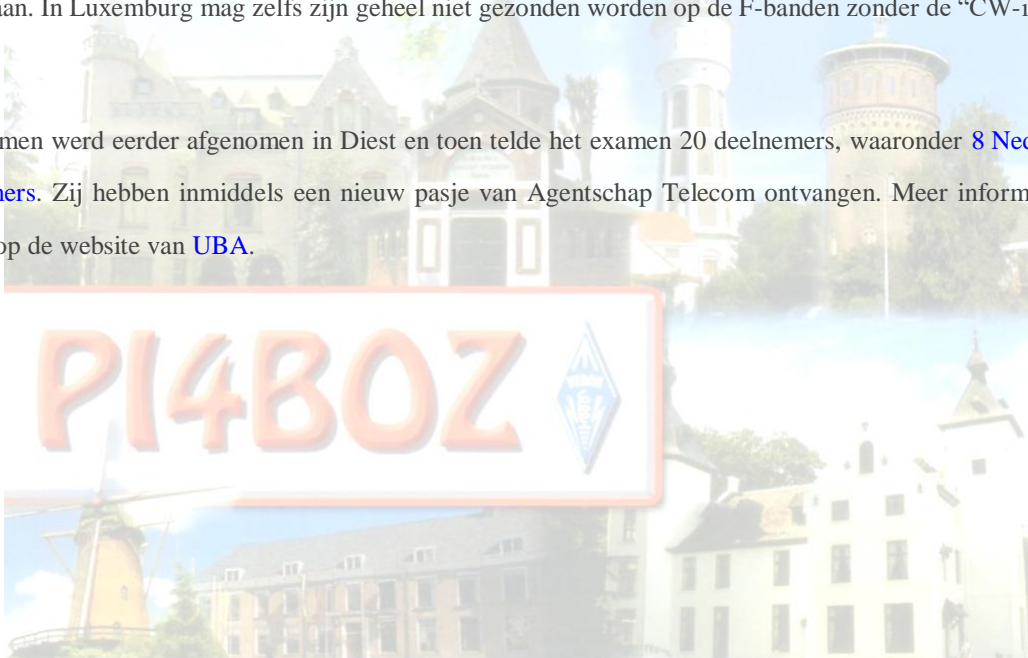 aan. In Luxemburg mag zelfs zijn geheel niet gezonden worden op de F-banden zonder de “CW-
men werd eerder afgenomen in Diest en toen telde het examen 20 deelnemers, waaronder 8 Ned
ners. Zij hebben inmiddels een nieuw pasje van Agentschap Telecom ontvangen. Meer inform
op de website van UBA.
PI4BOZ